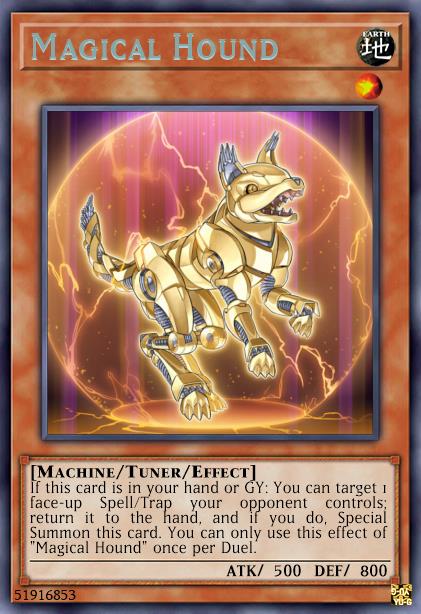 Magical Hound
EARTH
地
[Machine/Tuner/Effect]
If this card is in your hand or GY: You can target 1
face-up Spell/Trap your opponent controls;
return it to the hand, and if you do, Special
Summon this card. You can only use this effect of
"Magical Hound" once per Duel.
ATK/ 500 DEF/ 800
51916853